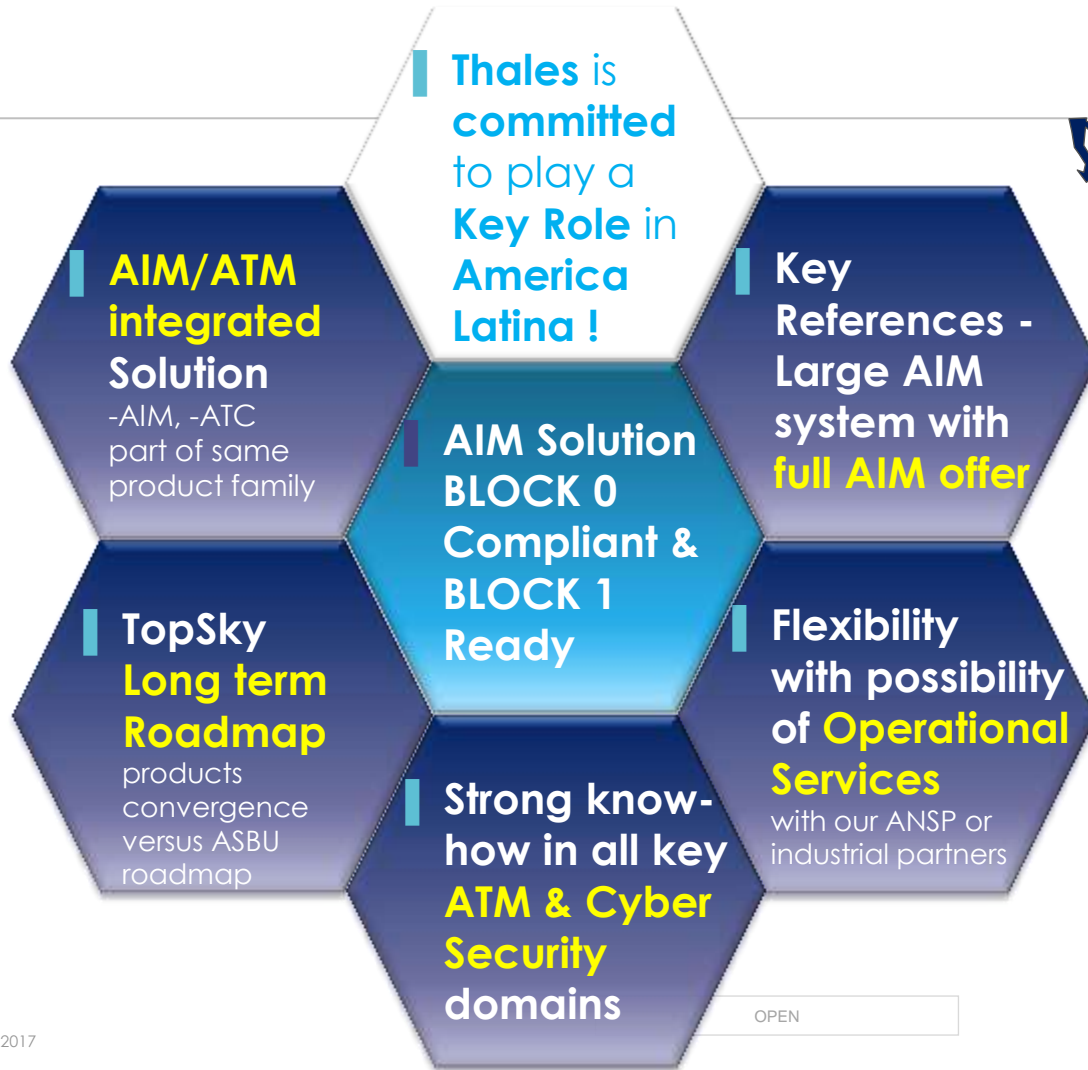 Thales is
committed
to play a
Key Role in
America
Latina !
AIM/ATM
integrated
Solution
-AIM, -ATC
part of same
product family
Key
References -
Large AIM
system with
full AIM offer
AIM Solution
BLOCK 0
Compliant &
BLOCK 1
Ready
TopSky
Long term
Roadmap
products
convergence
versus ASBU
roadmap
Flexibility
with possibility
of Operational
Services
with our ANSP or
industrial partners
Strong know-
how in all key
ATM & Cyber
Security
domains
OPEN
2017